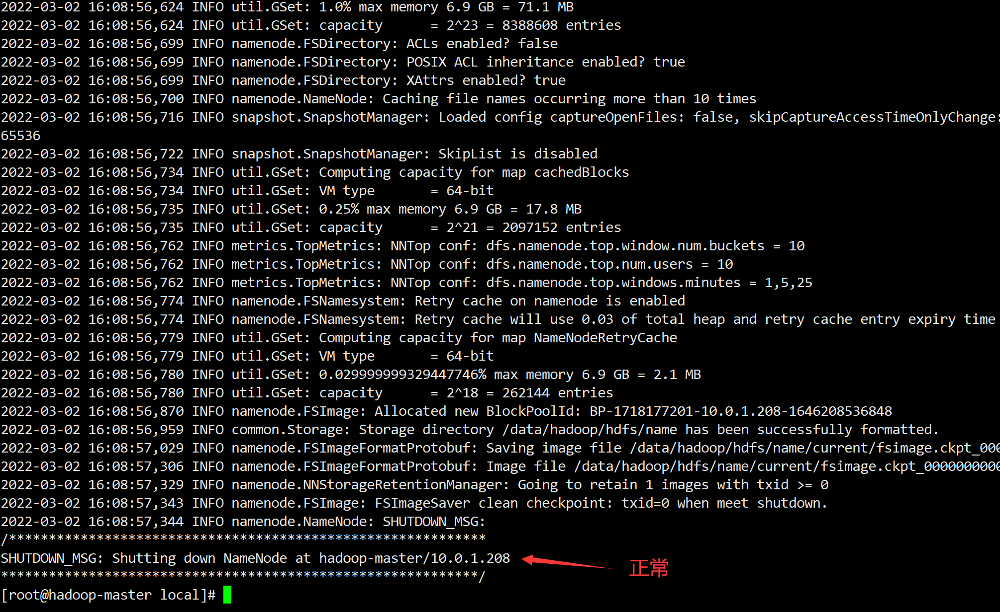 2022-03-02 16:08:56,624 INFO util.GSet: 1.0% max memory 6.9 GB = 71.1 MB
2022-03-02 16:08:56,624 INFO util.GSet: capacity      = 2^23 = 8388608 entries
2022-03-02 16:08:56,699 INFO namenode.FSDirectory: ACLs enabled? false
2022-03-02 16:08:56,699 INFO namenode.FSDirectory: POSIX ACL inheritance enabled? true
2022-03-02 16:08:56,699 INFO namenode.FSDirectory: XAttrs enabled? true
2022-03-02 16:08:56,700 INFO namenode.NameNode: Caching file names occurring more than 10 times
2022-03-02 16:08:56,716 INFO snapshot.SnapshotManager: Loaded config captureOpenFiles: false, skipCaptureAccessTimeOnlyChange:
65536
2022-03-02 16:08:56,722 INFO snapshot.SnapshotManager: SkipList is disabled
2022-03-02 16:08:56,734 INFO util.GSet: Computing capacity for map cachedBlocks
2022-03-02 16:08:56,734 INFO util.GSet: VM type       = 64-bit
2022-03-02 16:08:56,735 INFO util.GSet: 0.25% max memory 6.9 GB = 17.8 MB
2022-03-02 16:08:56,735 INFO util.GSet: capacity      = 2^21 = 2097152 entries
2022-03-02 16:08:56,762 INFO metrics.TopMetrics: NNTop conf: dfs.namenode.top.window.num.buckets = 10
2022-03-02 16:08:56,762 INFO metrics.TopMetrics: NNTop conf: dfs.namenode.top.num.users = 10
2022-03-02 16:08:56,762 INFO metrics.TopMetrics: NNTop conf: dfs.namenode.top.windows.minutes = 1,5,25
2022-03-02 16:08:56,774 INFO namenode.FSNamesystem: Retry cache on namenode is enabled
2022-03-02 16:08:56,774 INFO namenode.FSNamesystem: Retry cache will use 0.03 of total heap and retry cache entry expiry time
2022-03-02 16:08:56,779 INFO util.GSet: Computing capacity for map NameNodeRetryCache
2022-03-02 16:08:56,779 INFO util.GSet: VM type       = 64-bit
2022-03-02 16:08:56,780 INFO util.GSet: 0.029999999329447746% max memory 6.9 GB = 2.1 MB
2022-03-02 16:08:56,780 INFO util.GSet: capacity      = 2^18 = 262144 entries
2022-03-02 16:08:56,870 INFO namenode.FSImage: Allocated new BlockPoolId: BP-1718177201-10.0.1.208-1646208536848
2022-03-02 16:08:56,959 INFO common.Storage: Storage directory /data/hadoop/hdfs/name has been successfully formatted.
2022-03-02 16:08:57,029 INFO namenode.FSImageFormatProtobuf: Saving image file /data/hadoop/hdfs/name/current/fsimage.ckpt_000
2022-03-02 16:08:57,306 INFO namenode.FSImageFormatProtobuf: Image file /data/hadoop/hdfs/name/current/fsimage.ckpt_0000000000
2022-03-02 16:08:57,329 INFO namenode.NNStorageRetentionManager: Going to retain 1 images with txid >= 0
2022-03-02 16:08:57,343 INFO namenode.FSImage: FSImageSaver clean checkpoint: txid=0 when meet shutdown.
2022-03-02 16:08:57,344 INFO namenode.NameNode: SHUTDOWN_MSG:
/************************************************************
SHUTDOWN_MSG: Shutting down NameNode at hadoop-master/10.0.1.208
正常
************************************************************/
[root@hadoop-master local]#